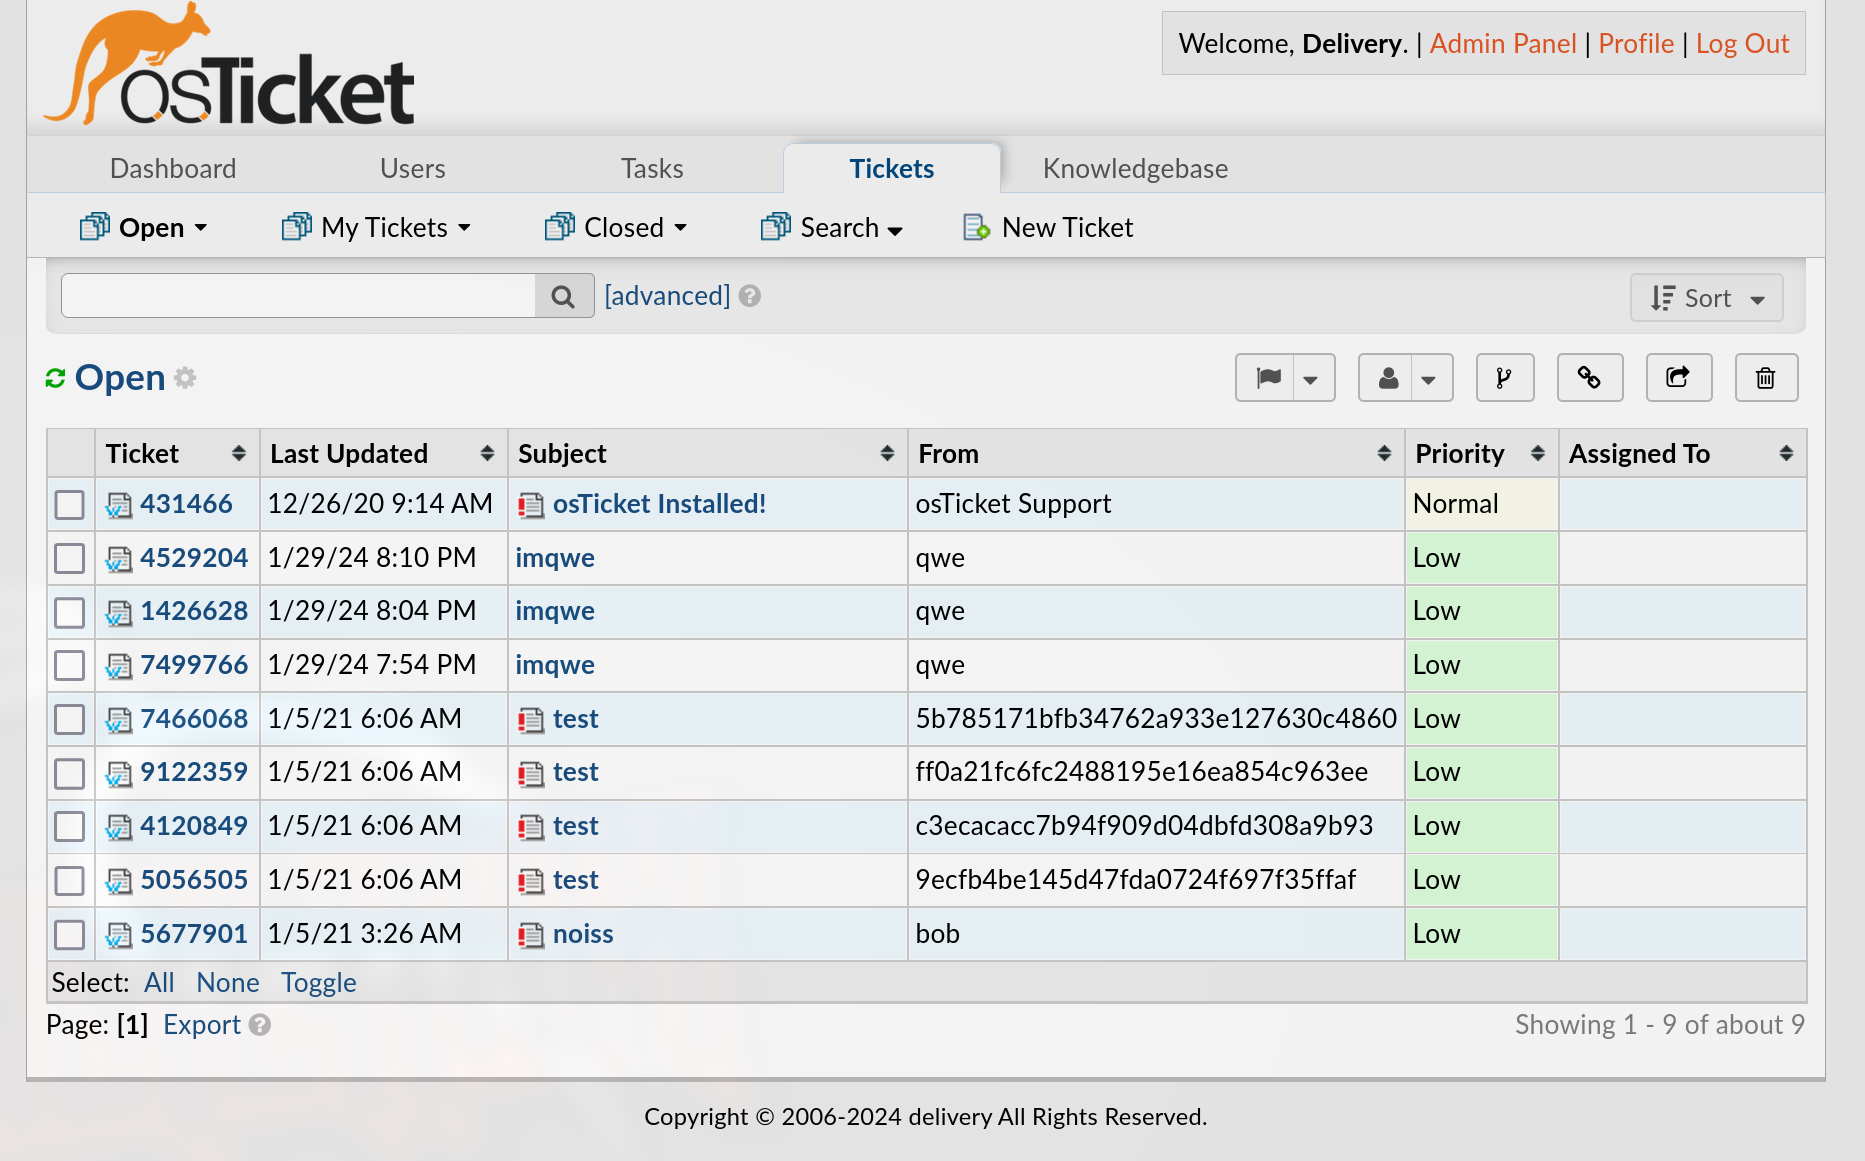 osTicket
Welcome, Delivery. | Admin Panel | Profile | Log Out
Dashboard Users Tasks Tickets Knowledgebase
Open My Tickets Closed Search New Ticket
[advanced] ? Sort
Open
Ticket Last Updated Subject From Priority Assigned To
431466 12/26/20 9:14 AM osTicket Installed! osTicket Support Normal
4529204 1/29/24 8:10 PM imqwe qwe Low
1426628 1/29/24 8:04 PM imqwe qwe Low
7499766 1/29/24 7:54 PM imqwe qwe Low
7466068 1/5/21 6:06 AM test 5b785171bfb34762a933e127630c4860 Low
9122359 1/5/21 6:06 AM test ff0a21fc6fc2488195e16ea854c963ee Low
4120849 1/5/21 6:06 AM test c3ecacacc7b94f909d04dbfd308a9b93 Low
5056505 1/5/21 6:06 AM test 9ecfb4be145d47fda0724f697f35ffaf Low
5677901 1/5/21 3:26 AM noiss bob Low
Select: All None Toggle
Page: [1] Export ? Showing 1 - 9 of about 9
Copyright © 2006-2024 delivery All Rights Reserved.